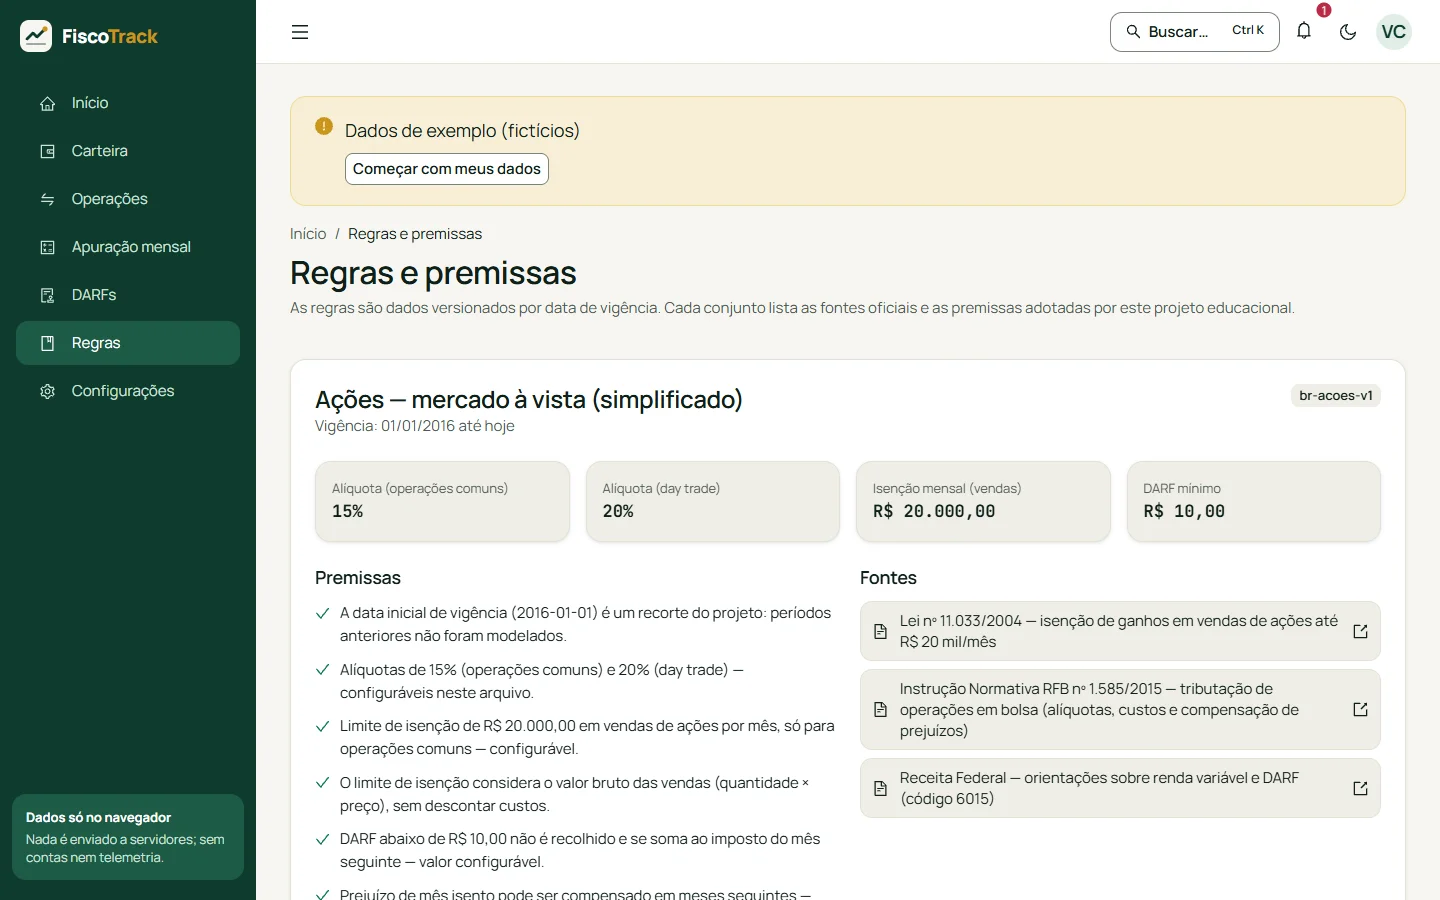 FiscoTrack
Início
Carteira
Operações
Apuração mensal
DARFs
Regras
Configurações
Dados só no navegador
Nada é enviado a servidores; sem
contas nem telemetria.
Buscar...
Ctrl K
1
VC
Dados de exemplo (fictícios)
Começar com meus dados
Início / Regras e premissas
Regras e premissas
As regras são dados versionados por data de vigência. Cada conjunto lista as fontes oficiais e as premissas adotadas por este projeto educacional.
Ações — mercado à vista (simplificado)
br-acoes-v1
Vigência: 01/01/2016 até hoje
Alíquota (operações comuns)
15%
Alíquota (day trade)
20%
Isenção mensal (vendas)
R$ 20.000,00
DARF mínimo
R$ 10,00
Premissas
A data inicial de vigência (2016-01-01) é um recorte do projeto: períodos
anteriores não foram modelados.
Alíquotas de 15% (operações comuns) e 20% (day trade) —
configuráveis neste arquivo.
Limite de isenção de R$ 20.000,00 em vendas de ações por mês, só para
operações comuns — configurável.
O limite de isenção considera o valor bruto das vendas (quantidade ×
preço), sem descontar custos.
DARF abaixo de R$ 10,00 não é recolhido e se soma ao imposto do mês
seguinte — valor configurável.
Prejuízo de mês isento pode ser compensado em meses seguintes —
Fontes
Lei nº 11.033/2004 — isenção de ganhos em vendas de ações até
R$ 20 mil/mês
Instrução Normativa RFB nº 1.585/2015 — tributação de
operações em bolsa (alíquotas, custos e compensação de
prejuízos)
Receita Federal — orientações sobre renda variável e DARF
(código 6015)